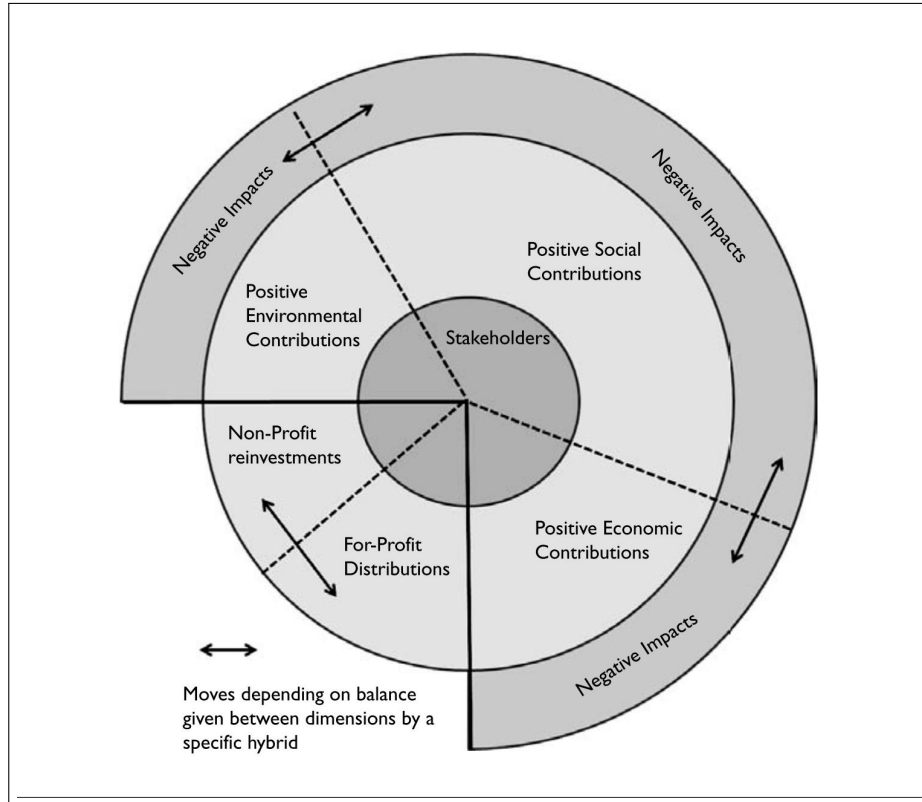 Negative Impacts
Negative Impacts
Positive Social
Contributions
Positive
Environmental
Contributions
Stakeholders
Non-Profit
reinvestments
For-Profit
Distributions
Positive Economic
Contributions
Negative Impacts
Moves depending on balance
given between dimensions by a
specific hybrid